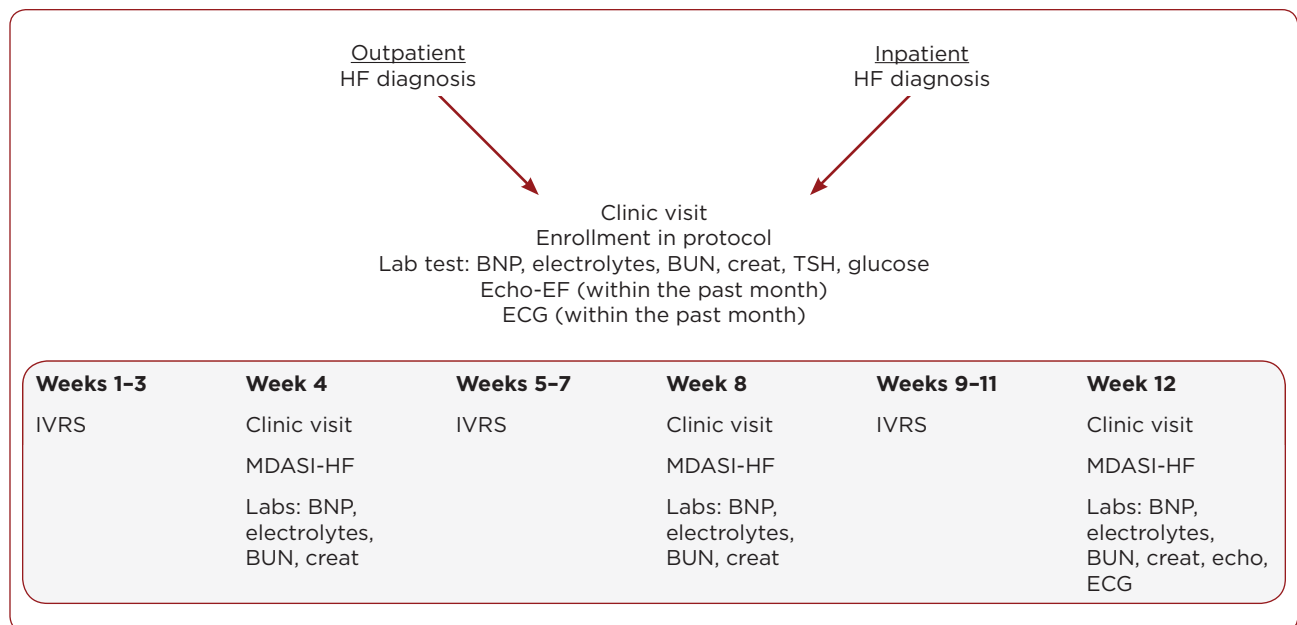 Outpatient
HF diagnosis
Inpatient
HF diagnosis
Clinic visit
Enrollment in protocol
Lab test: BNP, electrolytes, BUN, creat, TSH, glucose
Echo-EF (within the past month)
ECG (within the past month)
Weeks 1–3
IVRS
Week 4
Clinic visit
MDASI-HF
Labs: BNP,
electrolytes,
BUN, creat
Weeks 5–7
IVRS
Week 8
Clinic visit
MDASI-HF
Labs: BNP,
electrolytes,
BUN, creat
Weeks 9–11
IVRS
Week 12
Clinic visit
MDASI-HF
Labs: BNP,
electrolytes,
BUN, creat, echo,
ECG